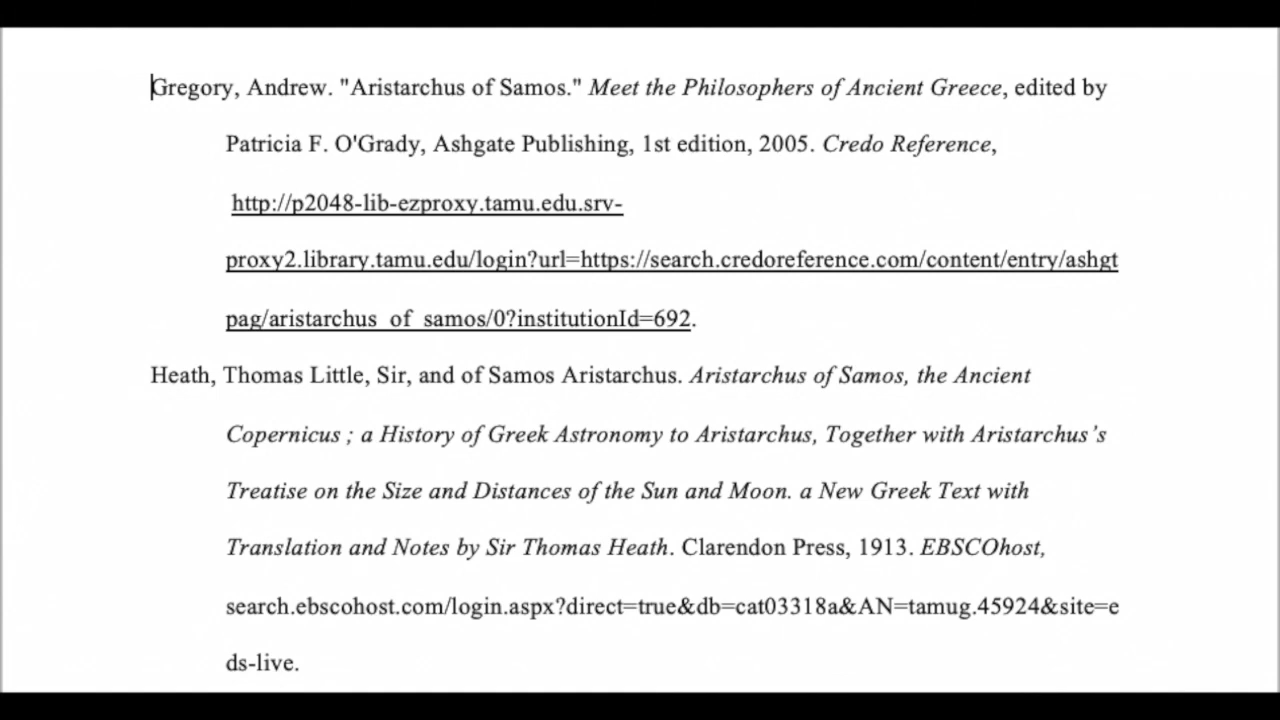 Gregory, Andrew. "Aristarchus of Samos." Meet the Philosophers of Ancient Greece, edited by
Patricia F. O'Grady, Ashgate Publishing, 1st edition, 2005. Credo Reference,
http://p2048-lib-ezproxy.tamu.edu.srv-
proxy2.library.tamu.edu/login?url=https://search.credoreference.com/content/entry/ashgt
pag/aristarchus_of_samos/0?institutionId=692.
Heath, Thomas Little, Sir, and of Samos Aristarchus. Aristarchus of Samos, the Ancient
Copernicus ; a History of Greek Astronomy to Aristarchus, Together with Aristarchus’s
Treatise on the Size and Distances of the Sun and Moon. a New Greek Text with
Translation and Notes by Sir Thomas Heath. Clarendon Press, 1913. EBSCOhost,
search.ebscohost.com/login.aspx?direct=true&db=cat03318a&AN=tamug.45924&site=e
ds-live.